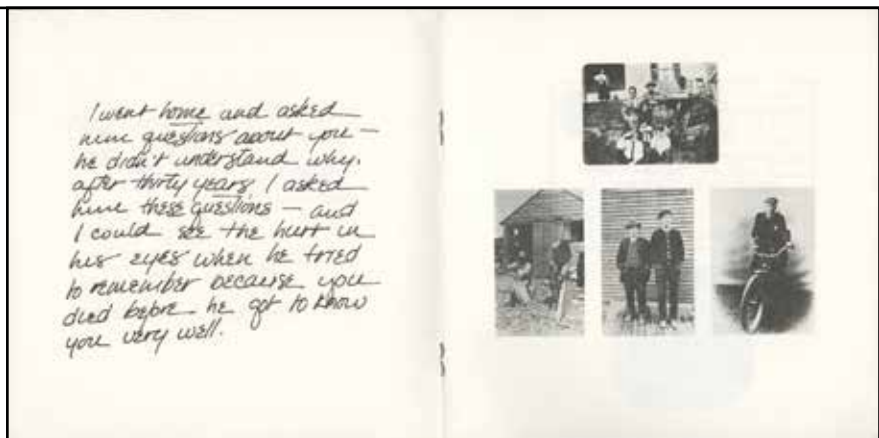 I went home and asked
him questions about you —
he didn't understand why.
after thirty years I asked
him these questions — and
I could see the hurt in
his eyes when he tried
to remember because you
died before he got to know
you very well.